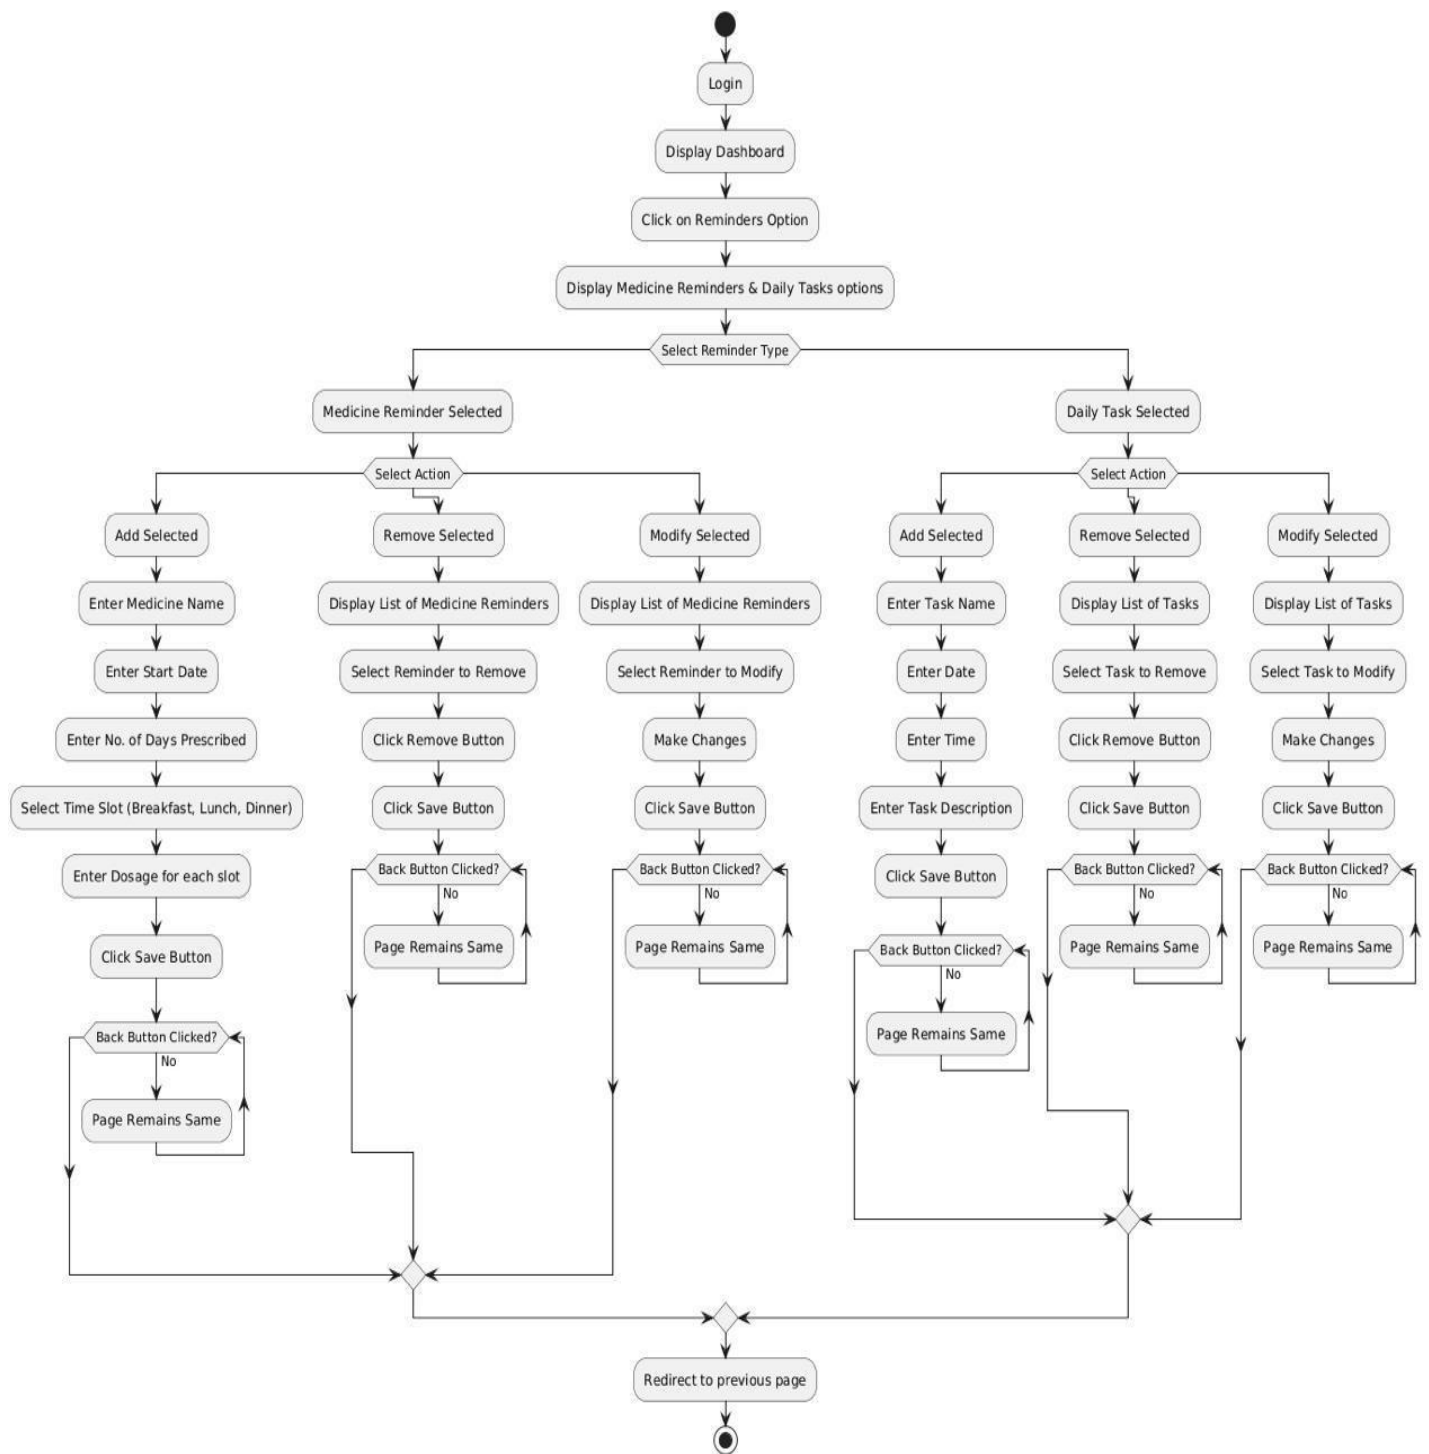 Login
Display Dashboard
Click on Reminders Option
Display Medicine Reminders & Daily Tasks options
Select Reminder Type
Medicine Reminder Selected
Select Action
Add Selected
Enter Medicine Name
Enter Start Date
Enter No. of Days Prescribed
Select Time Slot (Breakfast, Lunch, Dinner)
Enter Dosage for each slot
Click Save Button
Back Button Clicked?
No
Page Remains Same
Remove Selected
Display List of Medicine Reminders
Select Reminder to Remove
Click Remove Button
Click Save Button
Back Button Clicked?
No
Page Remains Same
Modify Selected
Display List of Medicine Reminders
Select Reminder to Modify
Make Changes
Click Save Button
Back Button Clicked?
No
Page Remains Same
Daily Task Selected
Select Action
Add Selected
Enter Task Name
Enter Date
Enter Time
Enter Task Description
Click Save Button
Back Button Clicked?
No
Page Remains Same
Remove Selected
Display List of Tasks
Select Task to Remove
Click Remove Button
Click Save Button
Back Button Clicked?
No
Page Remains Same
Modify Selected
Display List of Tasks
Select Task to Modify
Make Changes
Click Save Button
Back Button Clicked?
No
Page Remains Same
Redirect to previous page